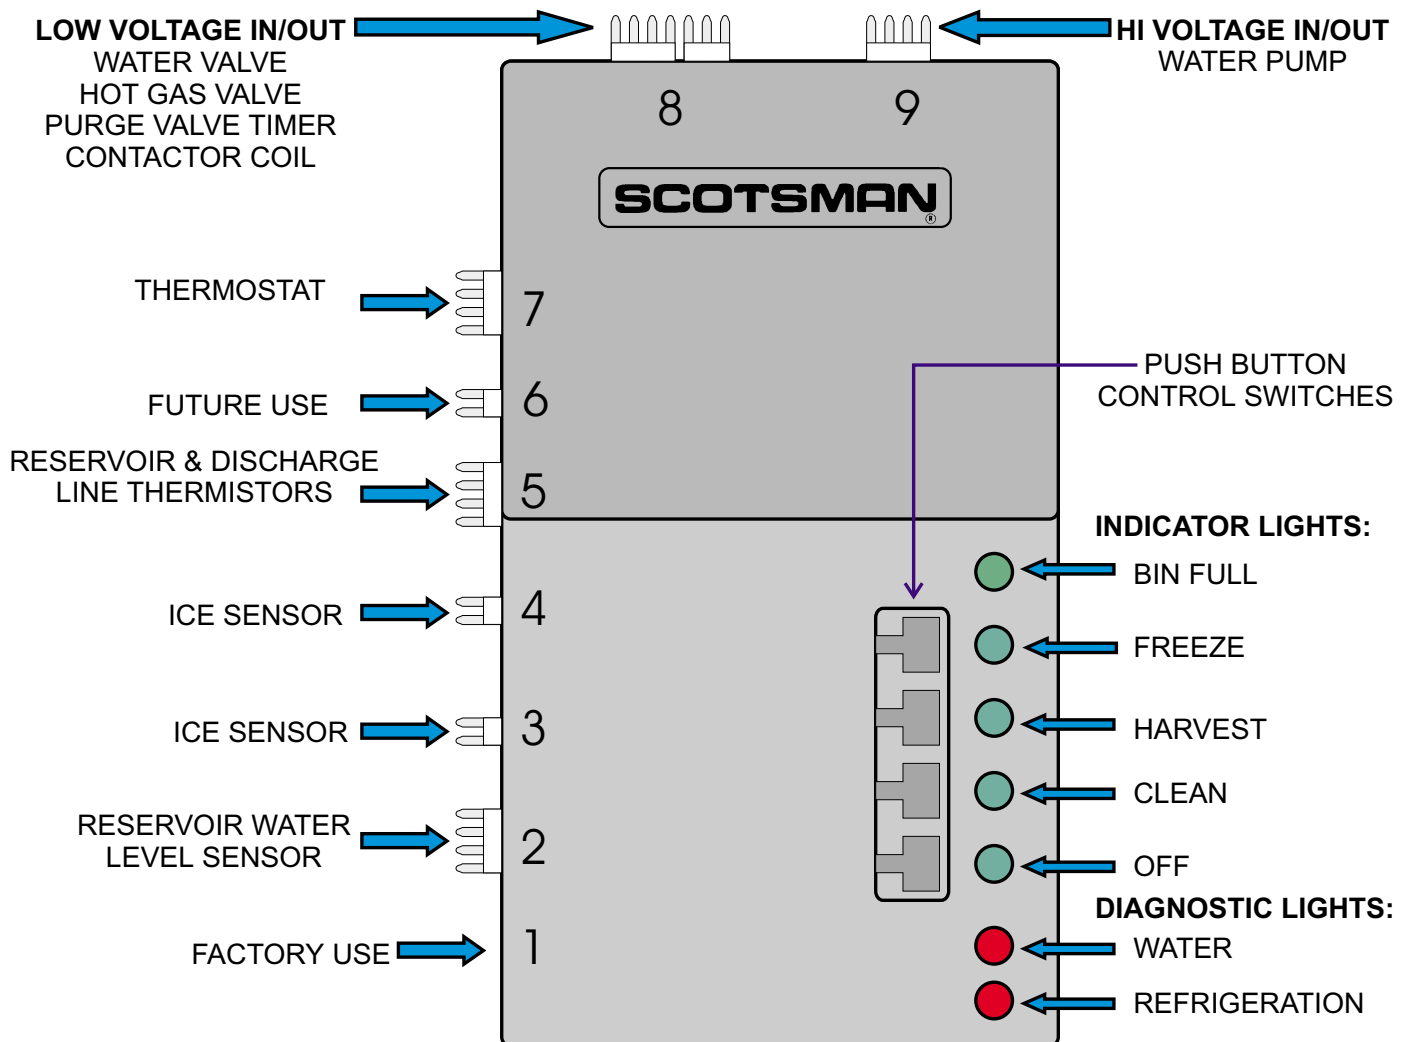 LOW VOLTAGE IN/OUT
WATER VALVE
HOT GAS VALVE
PURGE VALVE TIMER
CONTACTOR COIL
HI VOLTAGE IN/OUT
WATER PUMP
8
9
SCOTSMAN
®
THERMOSTAT
7
FUTURE USE
6
RESERVOIR & DISCHARGE
LINE THERMISTORS
5
ICE SENSOR
4
ICE SENSOR
3
RESERVOIR WATER
LEVEL SENSOR
2
FACTORY USE
1
PUSH BUTTON
CONTROL SWITCHES
INDICATOR LIGHTS:
BIN FULL
FREEZE
HARVEST
CLEAN
OFF
DIAGNOSTIC LIGHTS:
WATER
REFRIGERATION